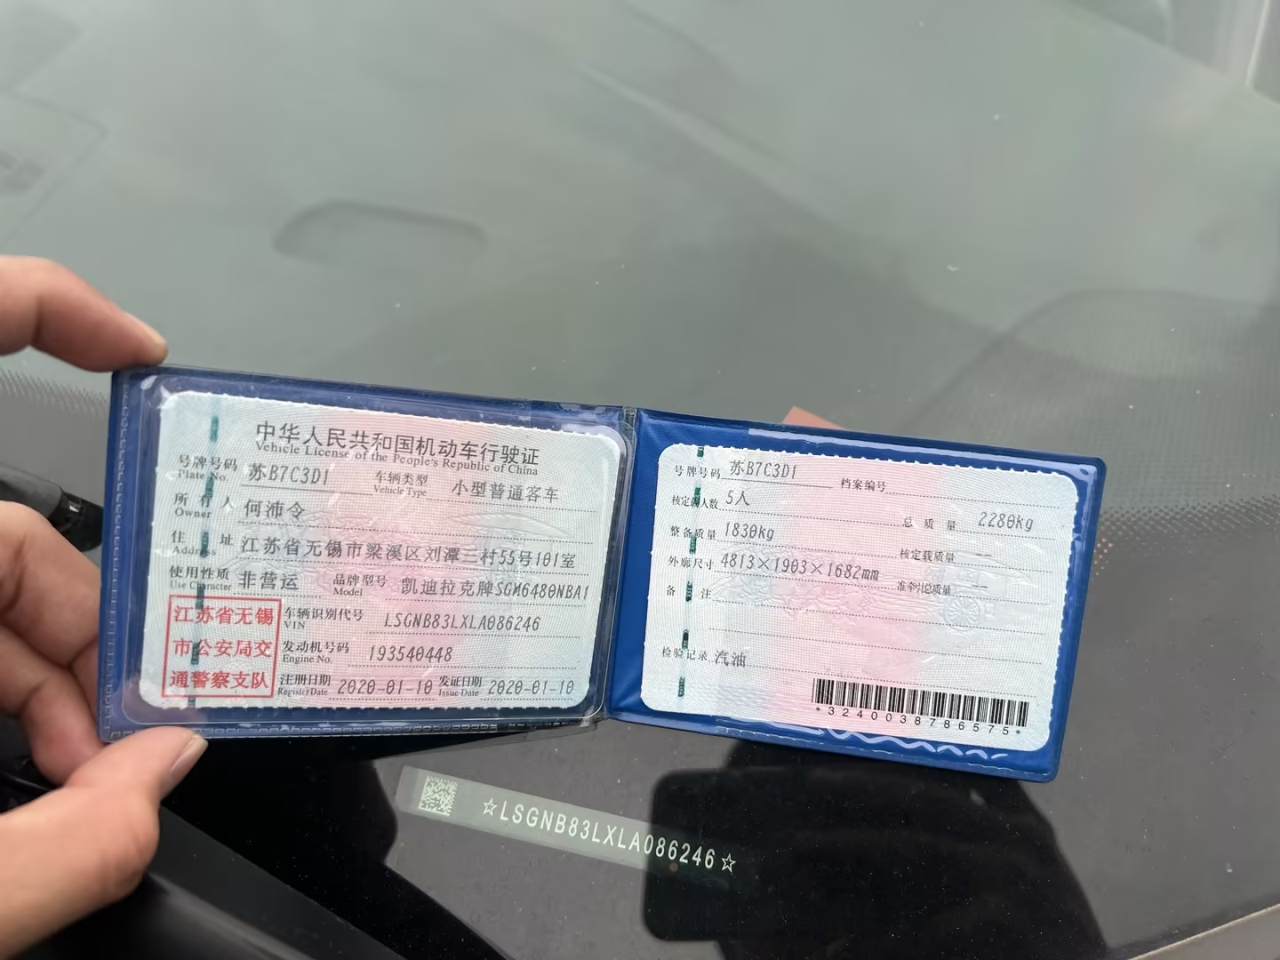 中华人民共和国机动车行驶证
Vehicle License of the People's Republic of China
号牌号码 苏B7C3D1 车辆类型 小型普通客车
Plate No. Vehicle Type
所有人 何沛令
Owner
住址 江苏省无锡市梁溪区刘潭三村55号101室
Address
使用性质 非营运 品牌型号 凯迪拉克牌SGM6480NBA1
Use Character Model
江苏省无锡
市公安局交
通警察支队
车辆识别代号 LSGNB83LXLA086246
VIN
发动机号码 193540448
Engine No.
注册日期 2020-01-10 发证日期 2020-01-10
Register Date Issue Date
号牌号码 苏B7C3D1 档案编号
核定载人数 5人 总质量 2280kg
整备质量 1830kg 核定载质量 --
外廓尺寸 4813×1903×1682mm 准牵引总质量 --
备注
检验记录 汽油
*3240038786575*
☆LSGNB83LXLA086246☆